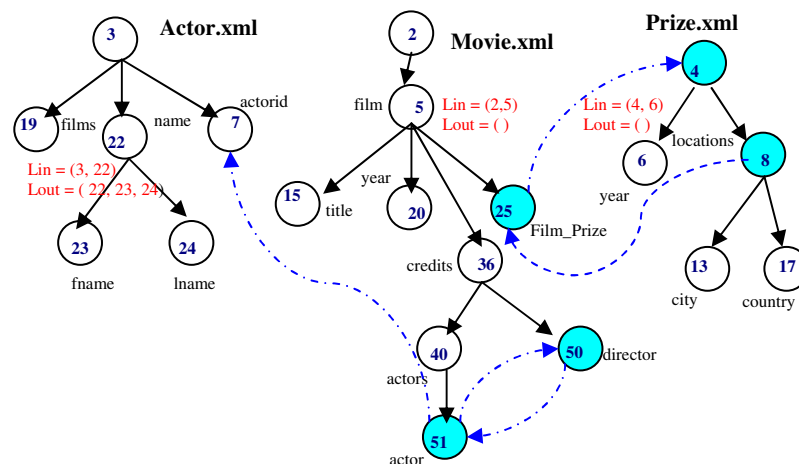 Actor.xml
Movie.xml
Prize.xml
3
2
4
film
5
Lin = (2,5)
Lout = ( )
Lin = (4, 6)
Lout = ( )
19
films
22
name
actorid
7
Lin = (3, 22)
Lout = ( 22, 23, 24)
6
year
locations
8
15
title
year
20
25
Film_Prize
23
fname
24
lname
credits
36
13
city
17
country
40
actors
50
director
51
actor